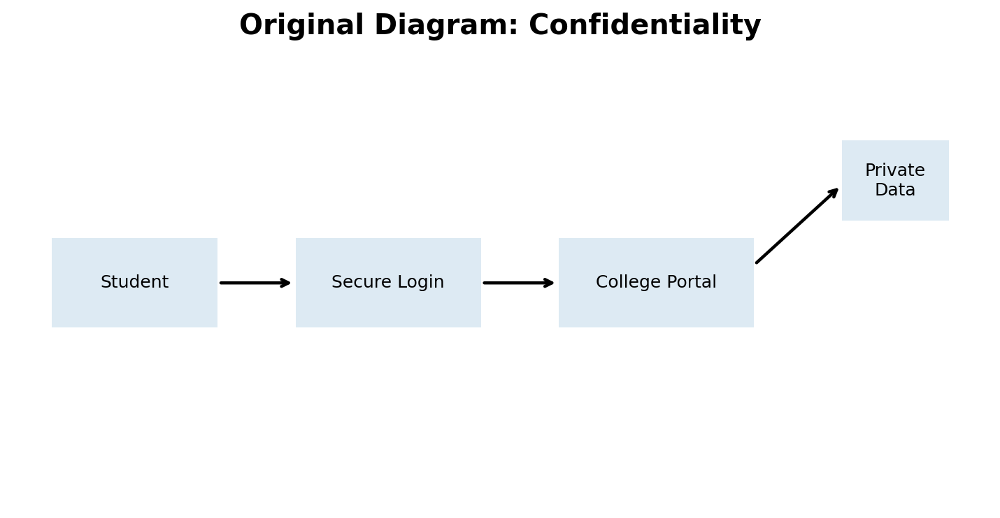 Original Diagram: Confidentiality
Private
Data
Student
Secure Login
College Portal